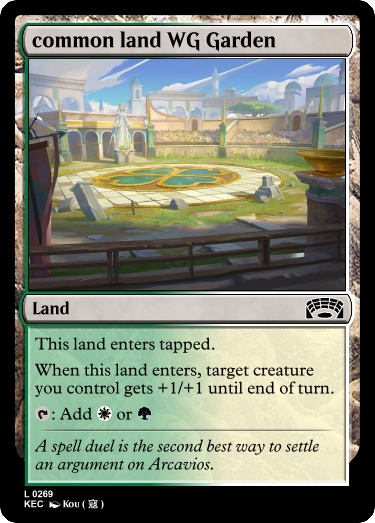 common land WG Garden
Land
This land enters tapped.
When this land enters, target creature
you control gets +1/+1 until end of turn.
: Add or
A spell duel is the second best way to settle
an argument on Arcavios.
L 0269
KEC Kou ( 寇 )